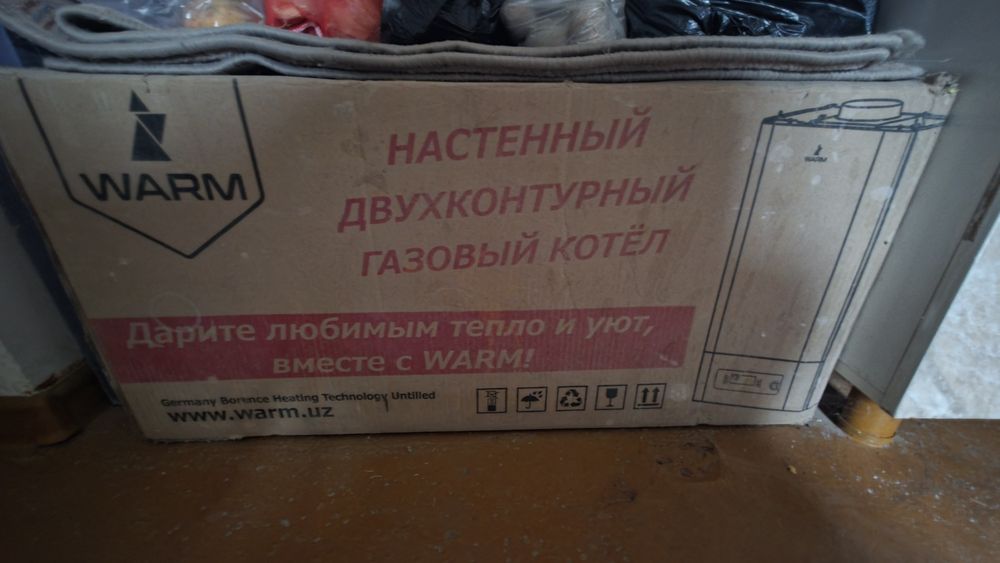 WARM
НАСТЕННЫЙ
ДВУХКОНТУРНЫЙ
ГАЗОВЫЙ КОТЁЛ
WARM
Дарите любимым тепло и уют,
вместе с WARM!
Germany Borence Heating Technology Untilled
www.warm.uz